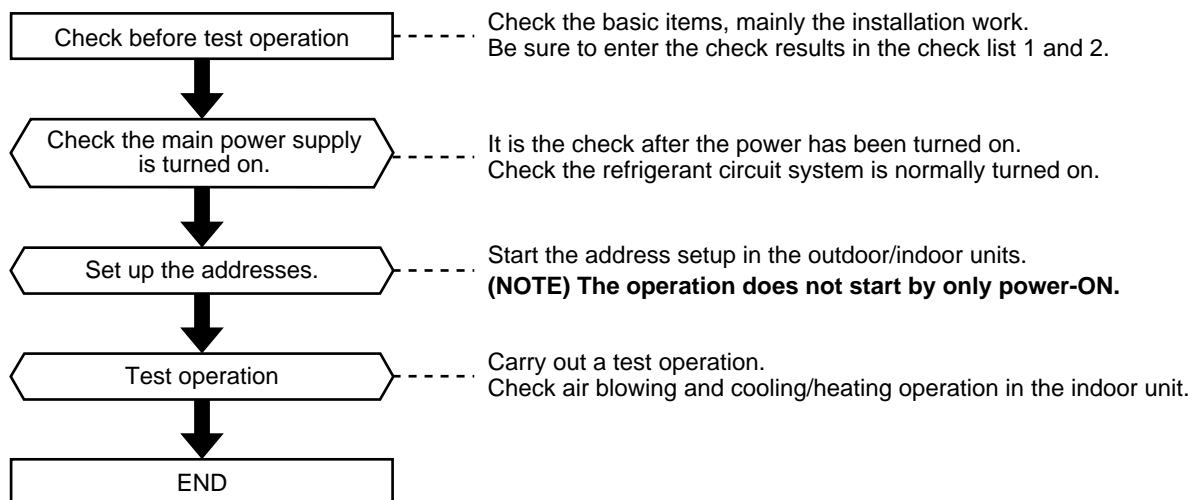 Check before test operation
Check the basic items, mainly the installation work.
Be sure to enter the check results in the check list 1 and 2.
Check the main power supply
is turned on.
It is the check after the power has been turned on.
Check the refrigerant circuit system is normally turned on.
Set up the addresses.
Start the address setup in the outdoor/indoor units.
(NOTE) The operation does not start by only power-ON.
Test operation
Carry out a test operation.
Check air blowing and cooling/heating operation in the indoor unit.
END